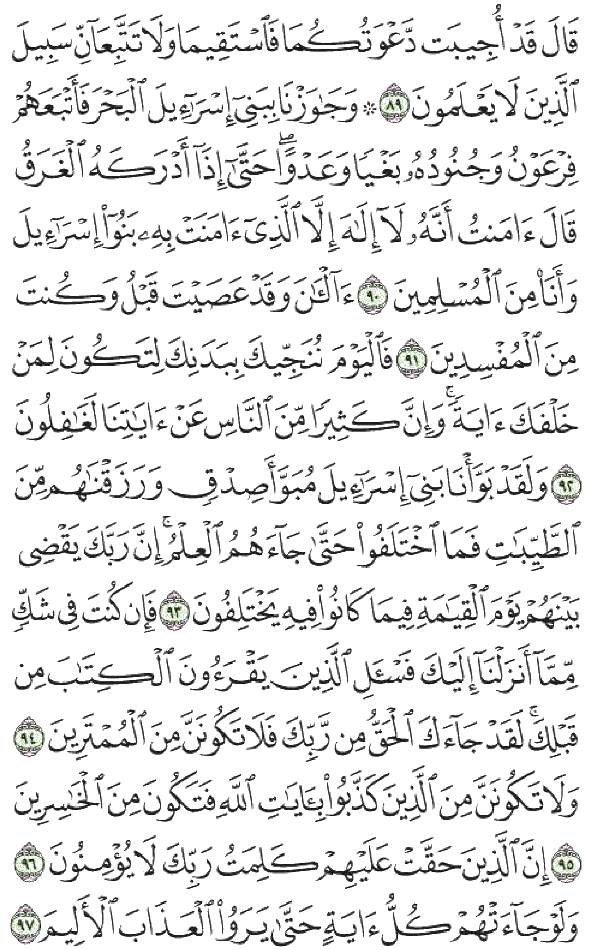 قَالَ قَدْ أُجِيبَت دَّعْوَتُكُمَا فَٱسْتَقِيمَا وَلَا تَتَّبِعَآنِّ سَبِيلَ
ٱلَّذِينَ لَا يَعْلَمُونَ ٨٩ ۞ وَجَٰوَزْنَا بِبَنِىٓ إِسْرَٰٓءِيلَ ٱلْبَحْرَ فَأَتْبَعَهُمْ
فِرْعَوْنُ وَجُنُودُهُۥ بَغْيًا وَعَدْوًا ۖ حَتَّىٰٓ إِذَآ أَدْرَكَهُ ٱلْغَرَقُ
قَالَ ءَامَنتُ أَنَّهُۥ لَآ إِلَٰهَ إِلَّا ٱلَّذِىٓ ءَامَنَتْ بِهِۦ بَنُوٓا۟ إِسْرَٰٓءِيلَ
وَأَنَا۠ مِنَ ٱلْمُسْلِمِينَ ٩٠ ءَآلْـَٰٔنَ وَقَدْ عَصَيْتَ قَبْلُ وَكُنتَ
مِنَ ٱلْمُفْسِدِينَ ٩١ فَٱلْيَوْمَ نُنَجِّيكَ بِبَدَنِكَ لِتَكُونَ لِمَنْ
خَلْفَكَ ءَايَةً ۚ وَإِنَّ كَثِيرًا مِّنَ ٱلنَّاسِ عَنْ ءَايَٰتِنَا لَغَٰفِلُونَ
٩٢ وَلَقَدْ بَوَّأْنَا بَنِىٓ إِسْرَٰٓءِيلَ مُبَوَّأَ صِدْقٍ وَرَزَقْنَٰهُم مِّنَ
ٱلطَّيِّبَٰتِ فَمَا ٱخْتَلَفُوا۟ حَتَّىٰ جَآءَهُمُ ٱلْعِلْمُ ۚ إِنَّ رَبَّكَ يَقْضِى
بَيْنَهُمْ يَوْمَ ٱلْقِيَٰمَةِ فِيمَا كَانُوا۟ فِيهِ يَخْتَلِفُونَ ٩٣ فَإِن كُنتَ فِى شَكٍّ
مِّمَّآ أَنزَلْنَآ إِلَيْكَ فَسْـَٔلِ ٱلَّذِينَ يَقْرَءُونَ ٱلْكِتَٰبَ مِن
قَبْلِكَ ۚ لَقَدْ جَآءَكَ ٱلْحَقُّ مِن رَّبِّكَ فَلَا تَكُونَنَّ مِنَ ٱلْمُمْتَرِينَ ٩٤
وَلَا تَكُونَنَّ مِنَ ٱلَّذِينَ كَذَّبُوا۟ بِـَٔايَٰتِ ٱللَّهِ فَتَكُونَ مِنَ ٱلْخَٰسِرِينَ
٩٥ إِنَّ ٱلَّذِينَ حَقَّتْ عَلَيْهِمْ كَلِمَتُ رَبِّكَ لَا يُؤْمِنُونَ ٩٦
وَلَوْ جَآءَتْهُمْ كُلُّ ءَايَةٍ حَتَّىٰ يَرَوُا۟ ٱلْعَذَابَ ٱلْأَلِيمَ ٩٧